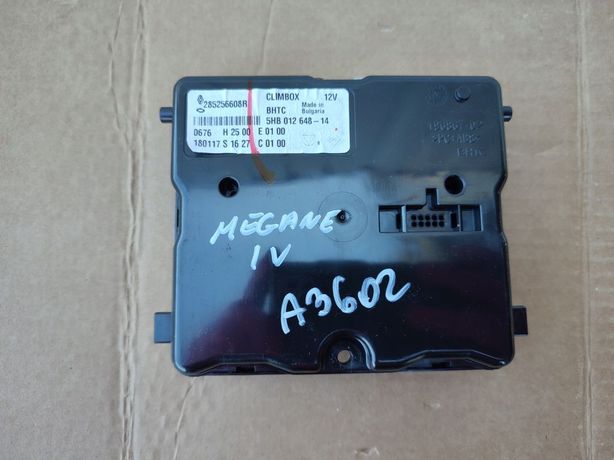 285256608R
CLIMBOX 12V
BHTC Made in Bulgaria
5HB 012 648-14
0676 H 25 00 E 01 00
180117 S 16 27 C 01 00
BHTC
MEGANE
IV
A3602